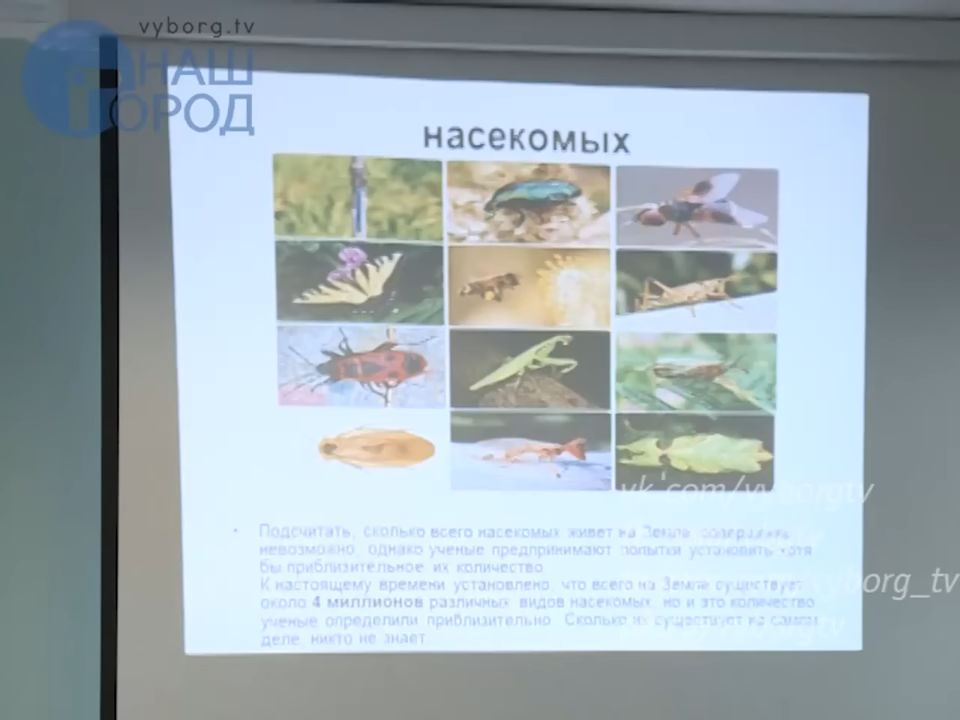 vyborg.tv
НАШ
ГОРОД
насекомых
• Подсчитать, сколько всего насекомых живет на Земле, совершенно
невозможно, однако ученые предпринимают попытки установить хотя
бы приблизительное их количество.
К настоящему времени установлено, что всего на Земле существует
около 4 миллионов различных видов насекомых, но и это количество
ученые определили приблизительно. Сколько их существует на самом
деле, никто не знает.
vk.com/vyborgtv
vyborg_tv